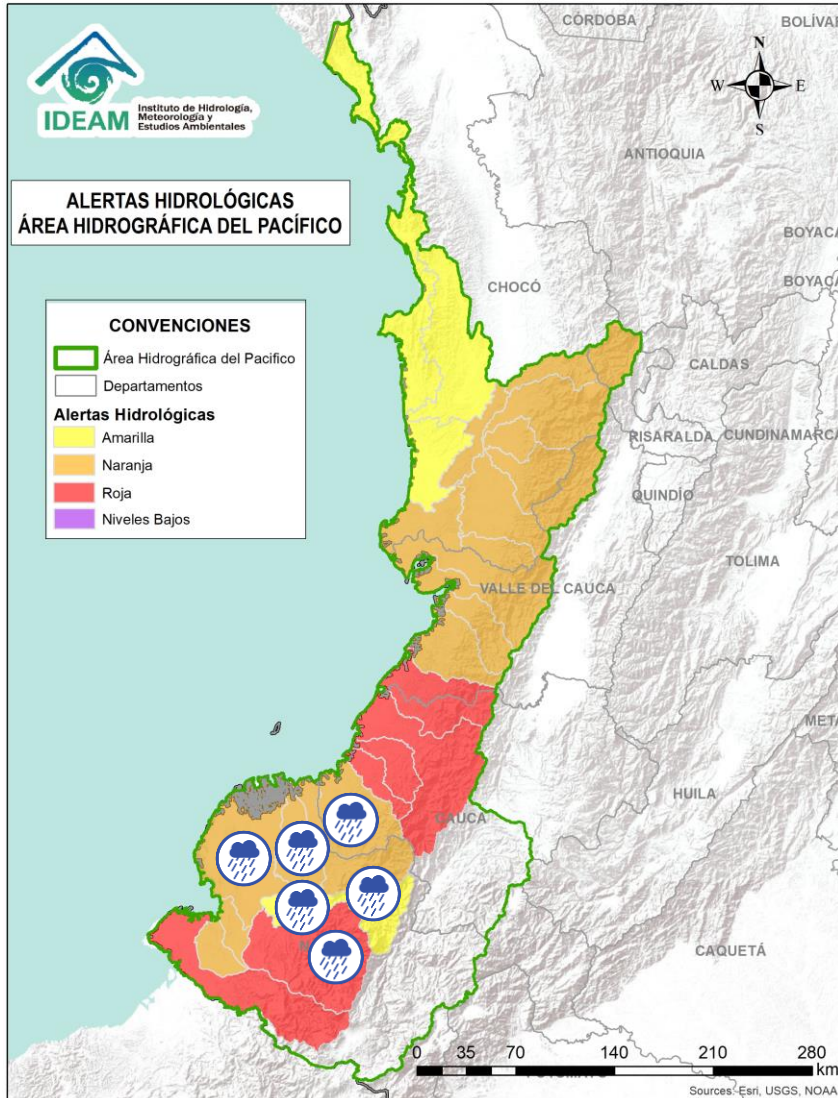 CÓRDOBA
BOLÍVAR
N
W
E
S
IDEAM
Instituto de Hidrología,
Meteorología y
Estudios Ambientales
ANTIOQUIA
ALERTAS HIDROLÓGICAS
ÁREA HIDROGRÁFICA DEL PACÍFICO
BOYACÁ
BOYACÁ
CHOCÓ
CONVENCIONES
Área Hidrográfica del Pacifico
Departamentos
Alertas Hidrológicas
Amarilla
Naranja
Roja
Niveles Bajos
CALDAS
RISARALDA
CUNDINAMARCA
QUINDÍO
TOLIMA
VALLE DEL CAUCA
META
HUILA
CAUCA
CAQUETÁ
0 35 70 140 210 280
km
Sources: Esri, USGS, NOAA